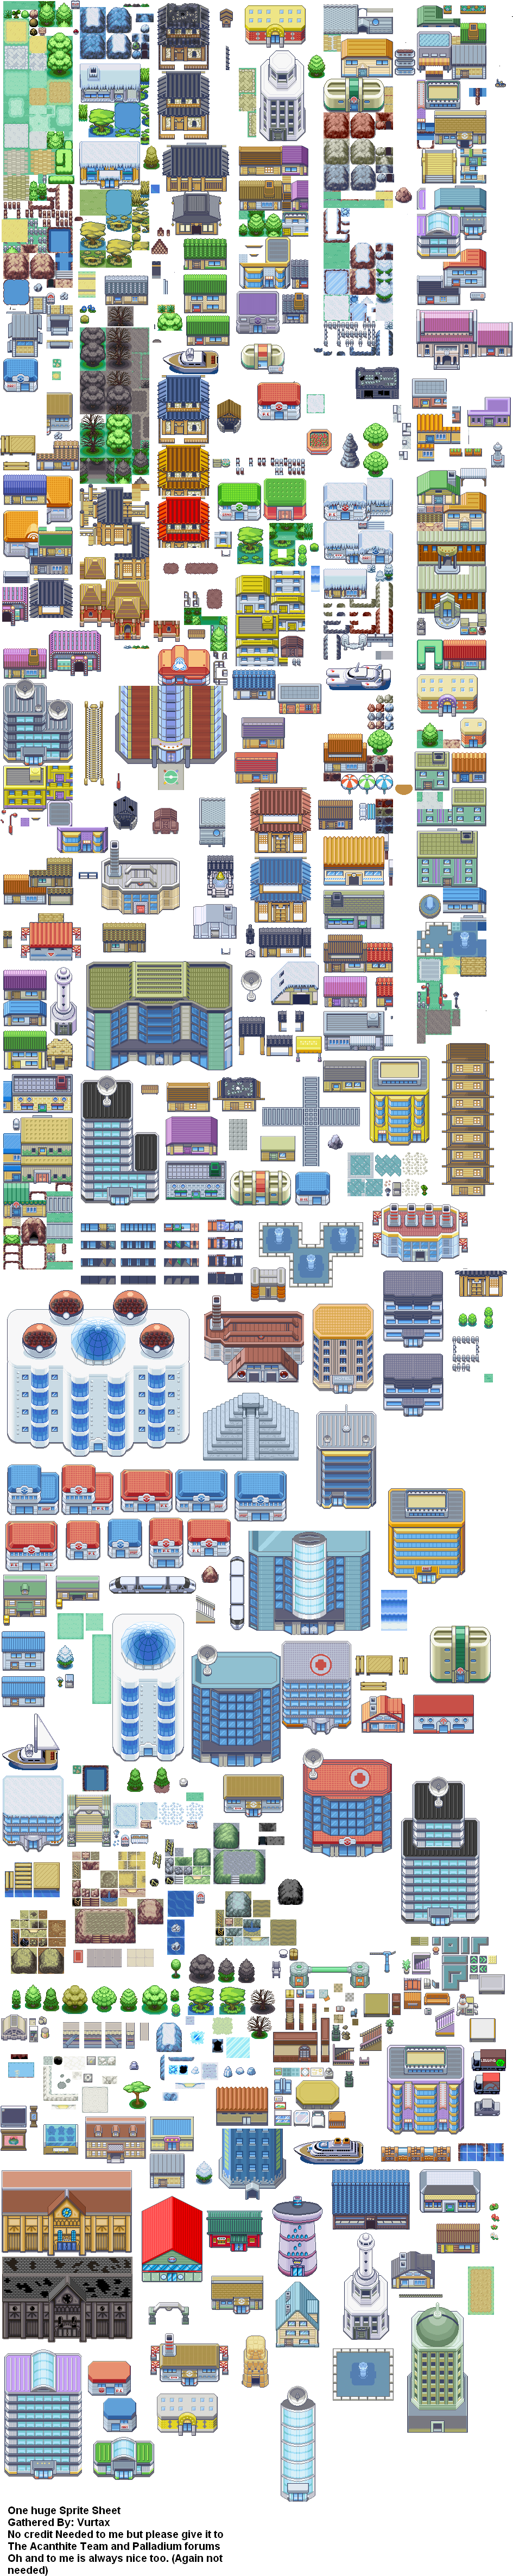 One huge Sprite Sheet
Gathered By: Vurtax
No credit Needed to me but please give it to
The Acanthite Team and Palladium forums
Oh and to me is always nice too. (Again not
needed)